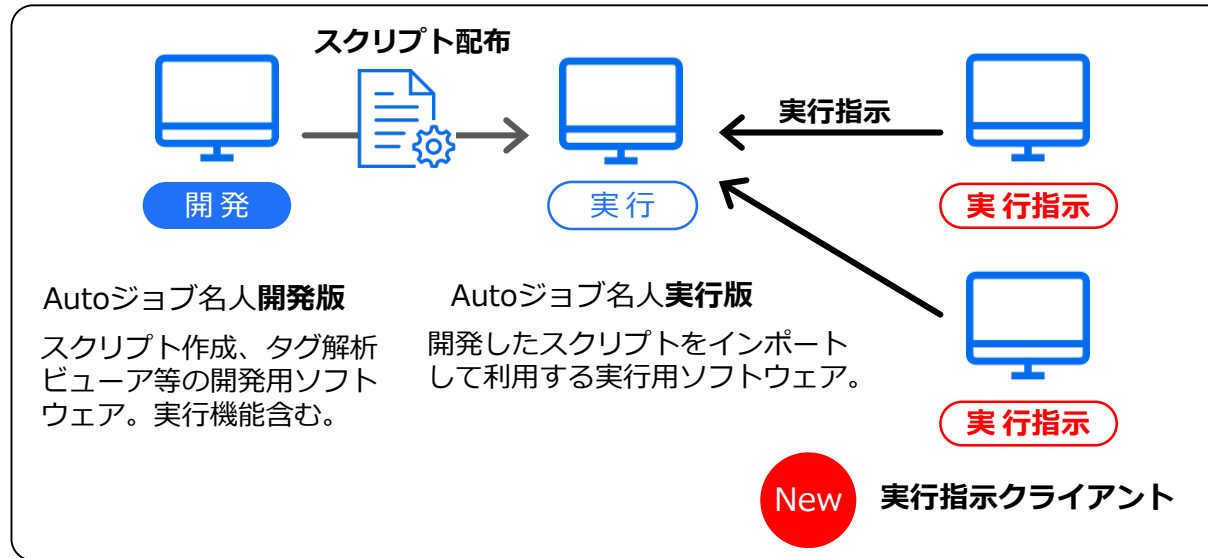 スクリプト配布
実行指示
開発
実行
実行指示
Autoジョブ名人開発版
スクリプト作成、タグ解析
ビューア等の開発用ソフト
ウェア。実行機能含む。
Autoジョブ名人実行版
開発したスクリプトをインポート
して利用する実行用ソフトウェア。
実行指示
New
実行指示クライアント